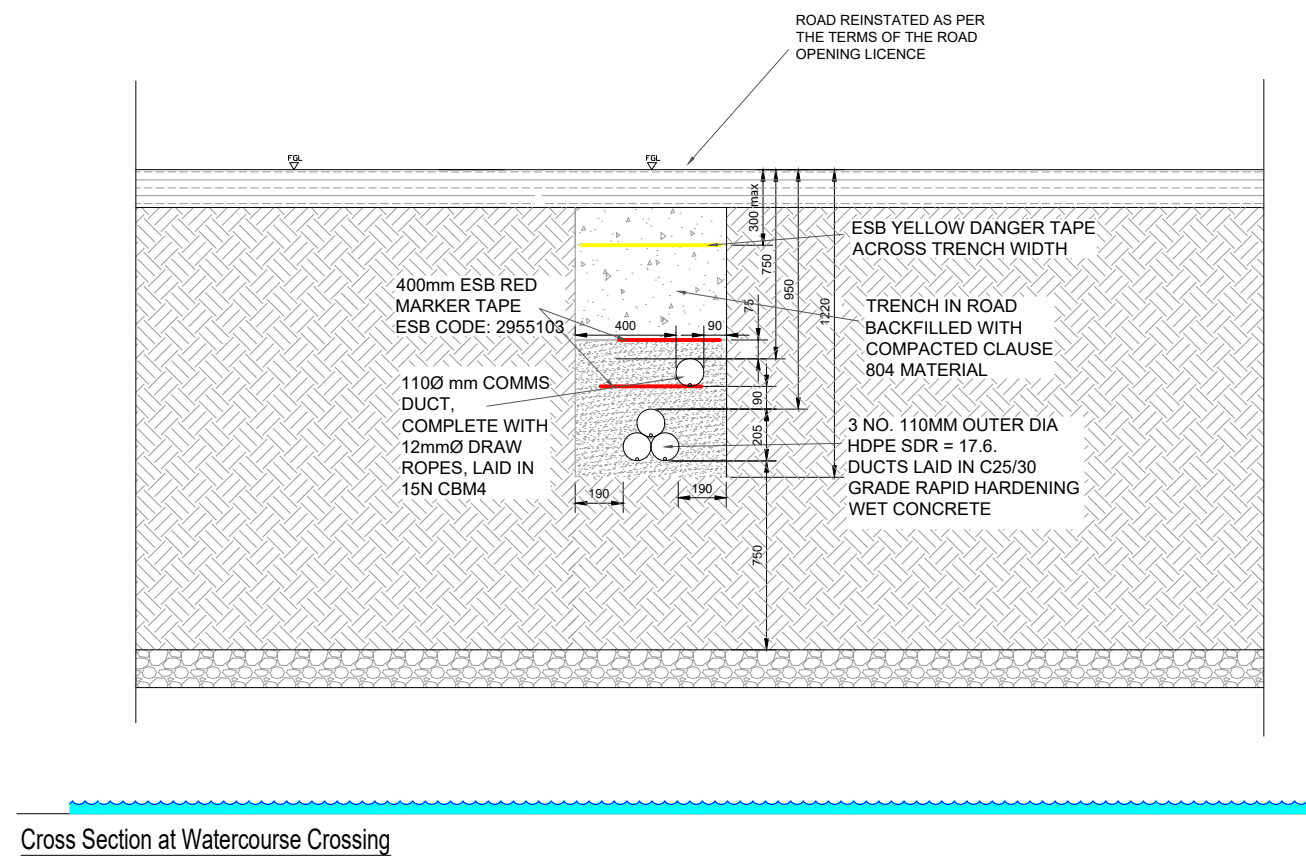 ROAD REINSTATED AS PER
THE TERMS OF THE ROAD
OPENING LICENCE
FGL
FGL
300 max
750
950
1220
ESB YELLOW DANGER TAPE
ACROSS TRENCH WIDTH
400mm ESB RED
MARKER TAPE
ESB CODE: 2955103
75
400
90
TRENCH IN ROAD
BACKFILLED WITH
COMPACTED CLAUSE
804 MATERIAL
110Ø mm COMMS
DUCT,
COMPLETE WITH
12mmØ DRAW
ROPES, LAID IN
15N CBM4
90
205
3 NO. 110MM OUTER DIA
HDPE SDR = 17.6.
DUCTS LAID IN C25/30
GRADE RAPID HARDENING
WET CONCRETE
190
190
750
Cross Section at Watercourse Crossing